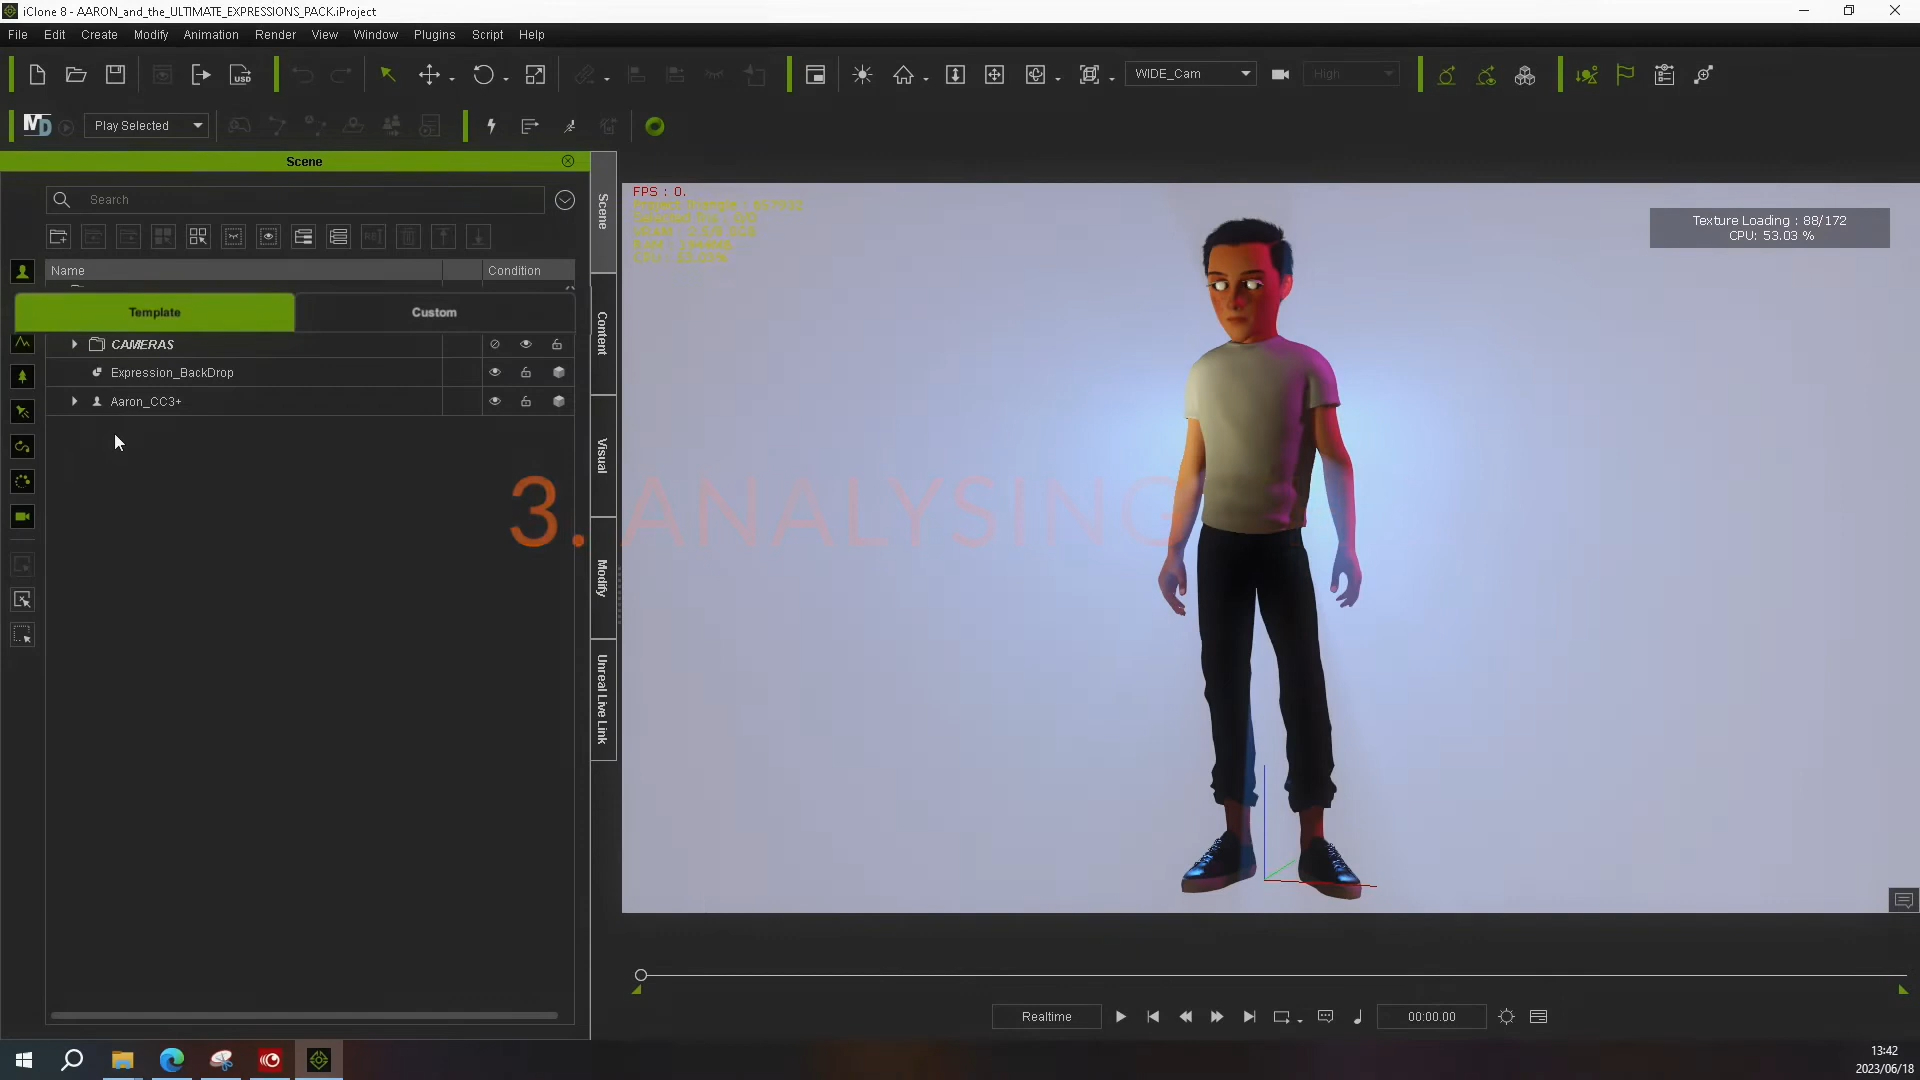 iClone 8 - AARON_and_the_ULTIMATE_EXPRESSIONS_PACK.iProject
File Edit Create Modify Animation Render View Window Plugins Script Help
WIDE_Cam
High
MD
Play Selected
Scene
Search
Name
Condition
Template
Custom
CAMERAS
Expression_BackDrop
Aaron_CC3+
Scene
Content
Visual
Modify
Unreal Live Link
FPS : 0.
Texture Loading : 88/172
CPU: 53.03 %
3. ANALYSING
Realtime
00:00.00
13:42
2023/06/18